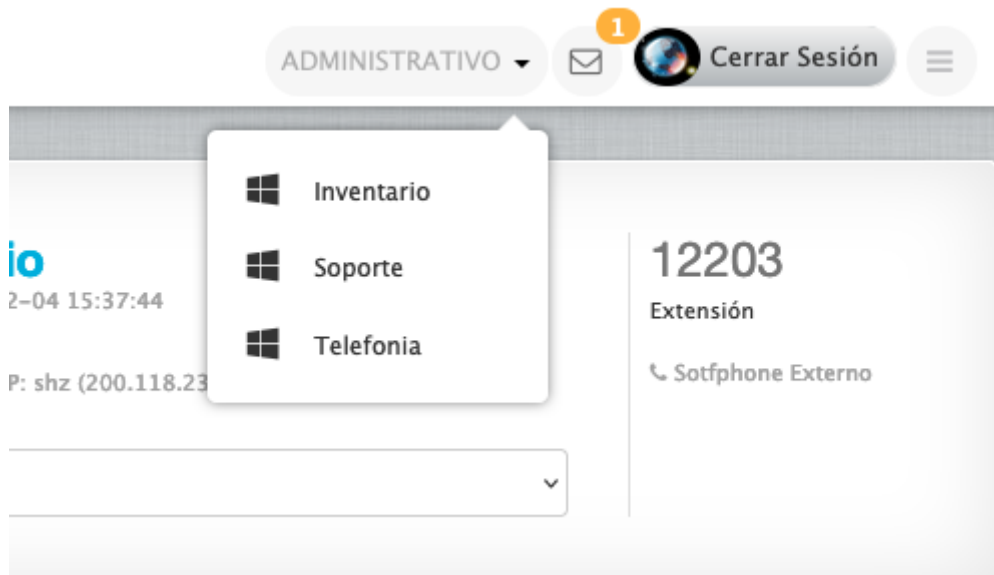 1
ADMINISTRATIVO
Cerrar Sesión
Inventario
Soporte
Telefonia
io
2-04 15:37:44
P: shz (200.118.23
12203
Extensión
Sotfphone Externo